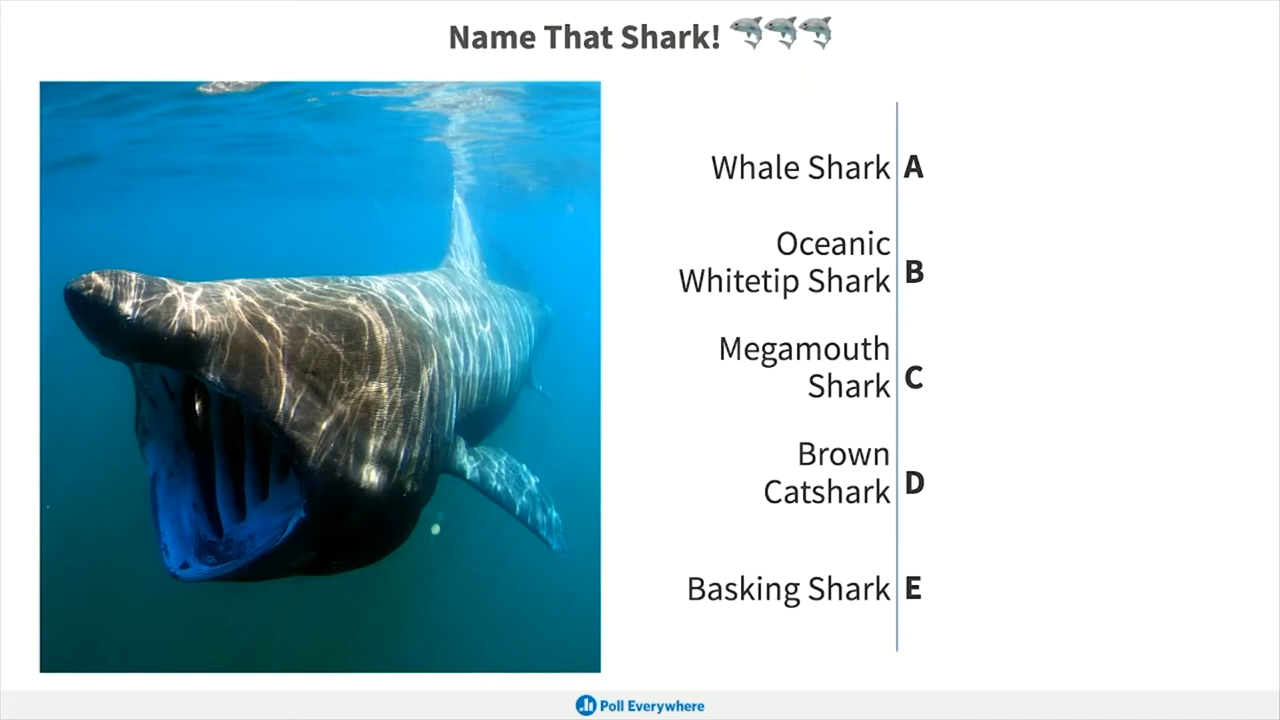 Name That Shark! 🦈🦈🦈
Whale Shark A
Oceanic
Whitetip Shark B
Megamouth
Shark C
Brown
Catshark D
Basking Shark E
Poll Everywhere